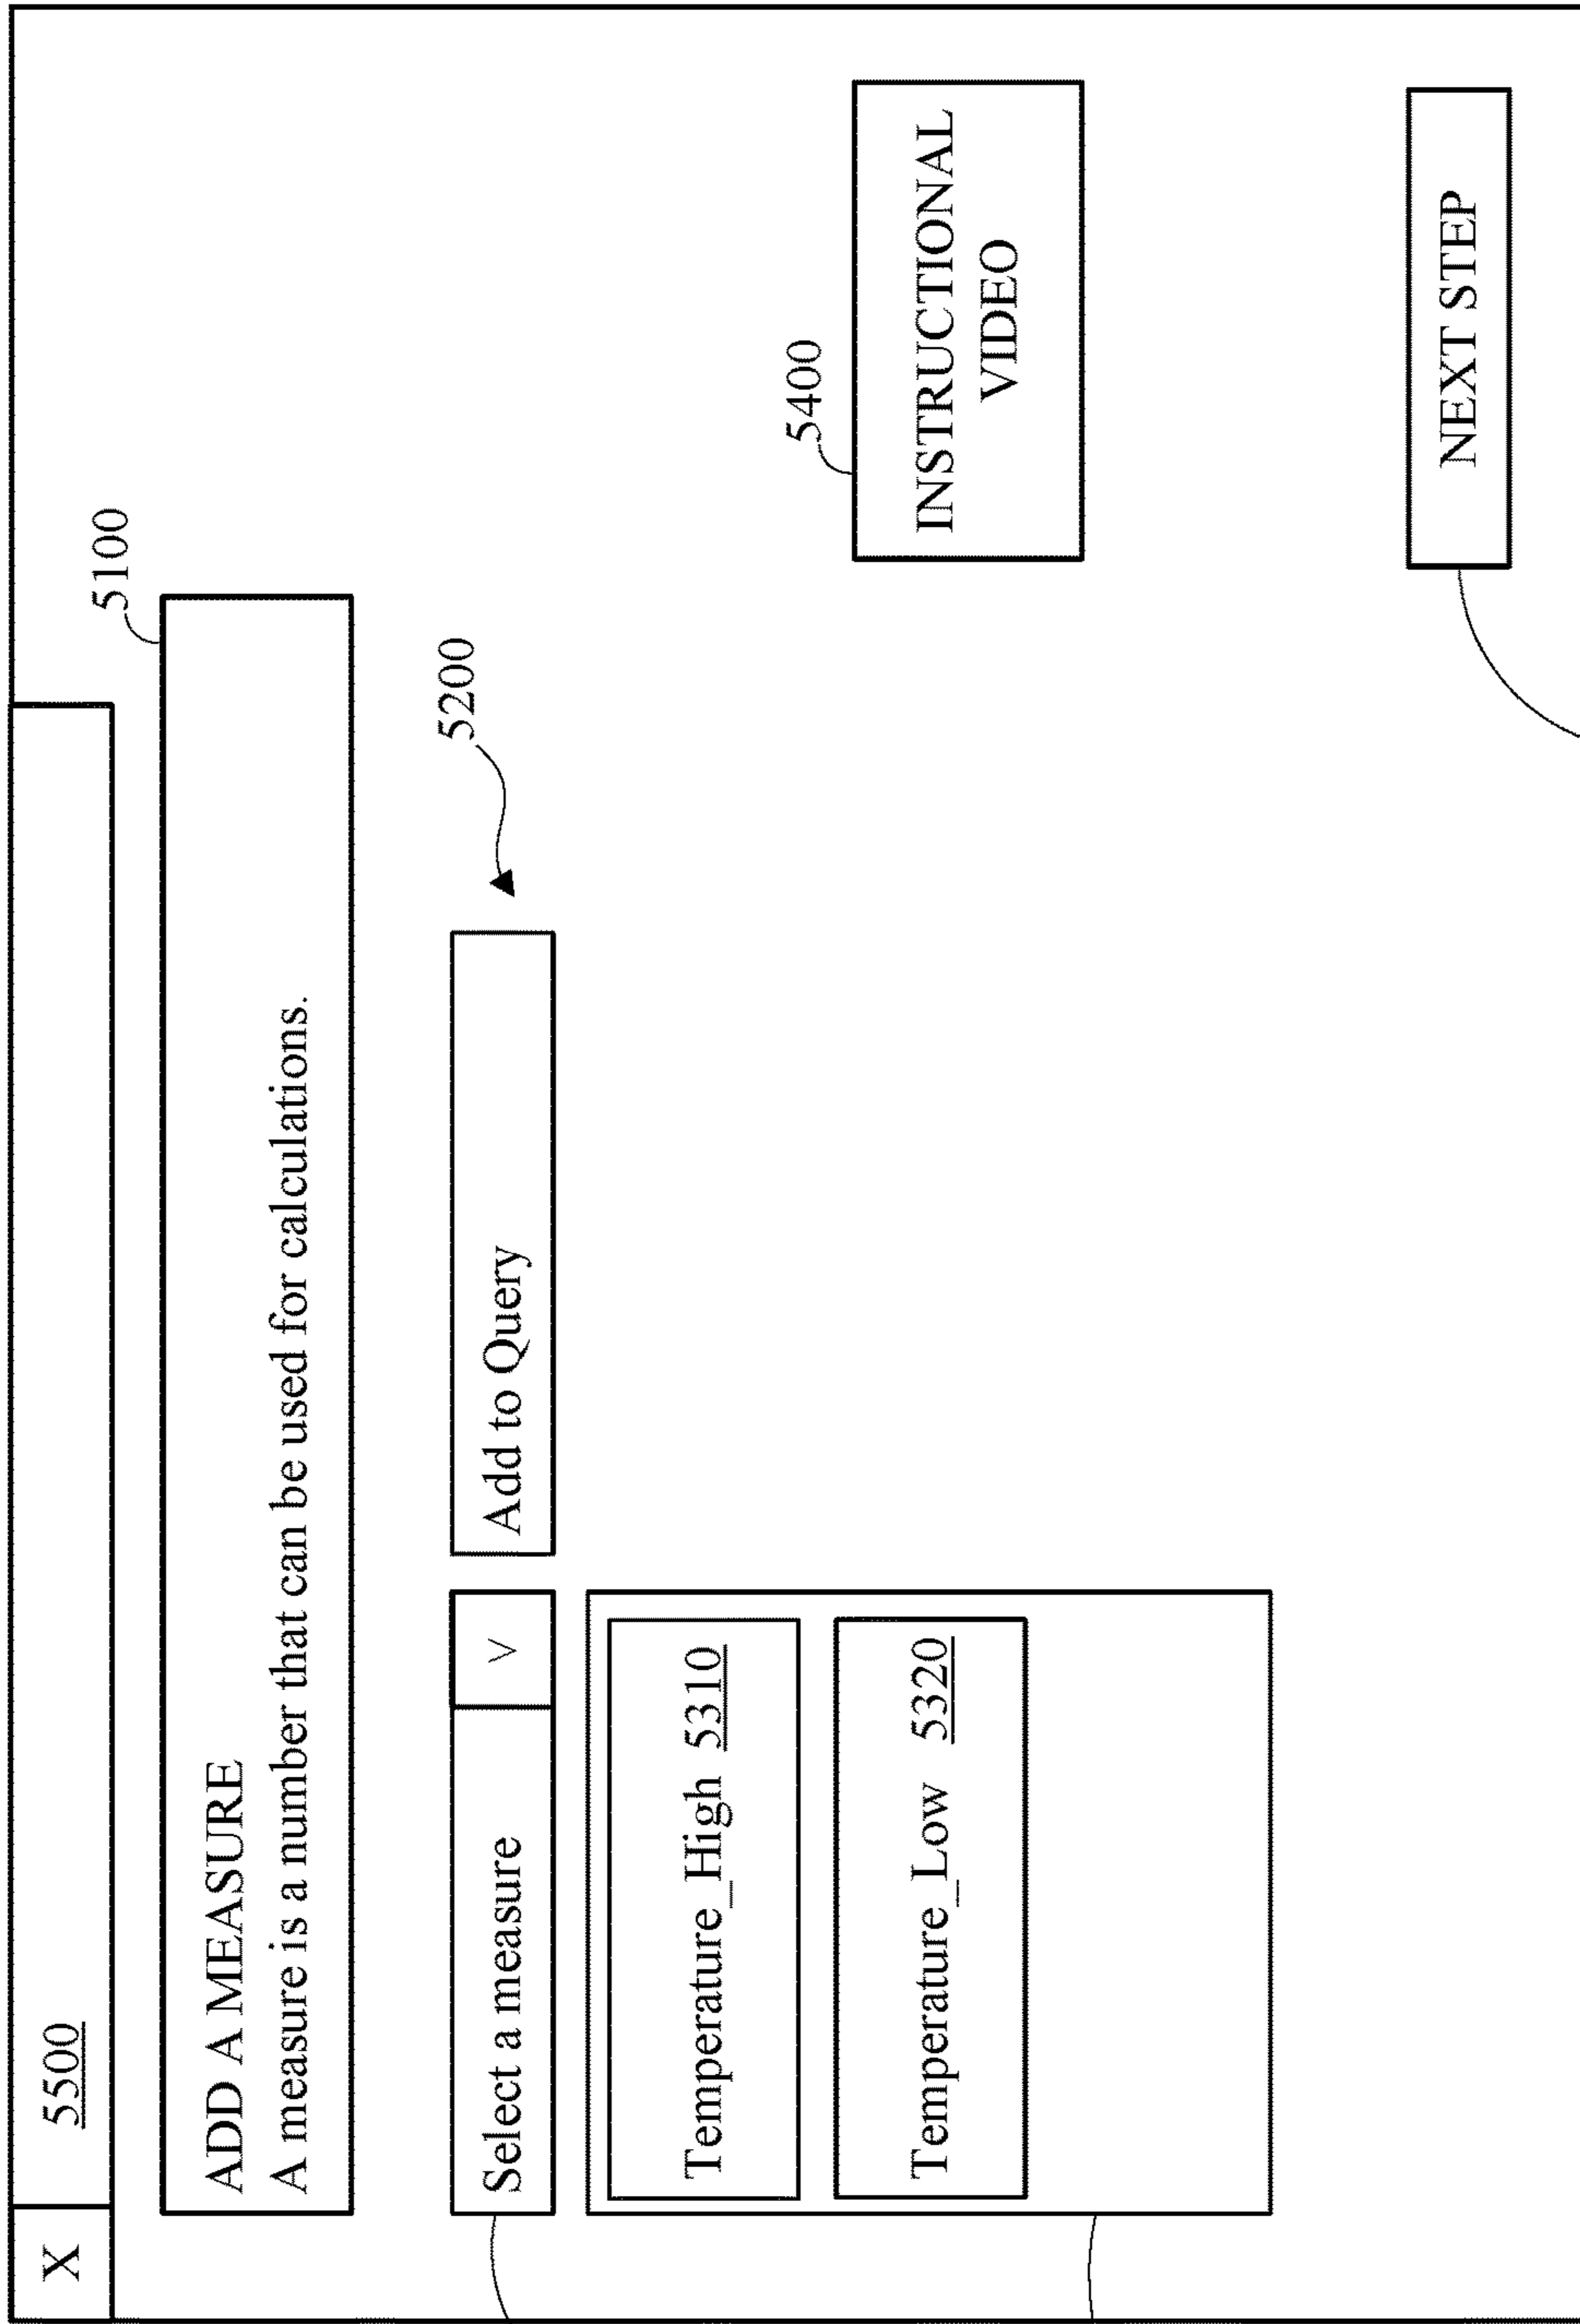 X
5500
5100
ADD A MEASURE
A measure is a number that can be used for calculations.
5200
Select a measure
V
Add to Query
Temperature_High 5310
Temperature_Low 5320
5400
INSTRUCTIONAL
VIDEO
NEXT STEP